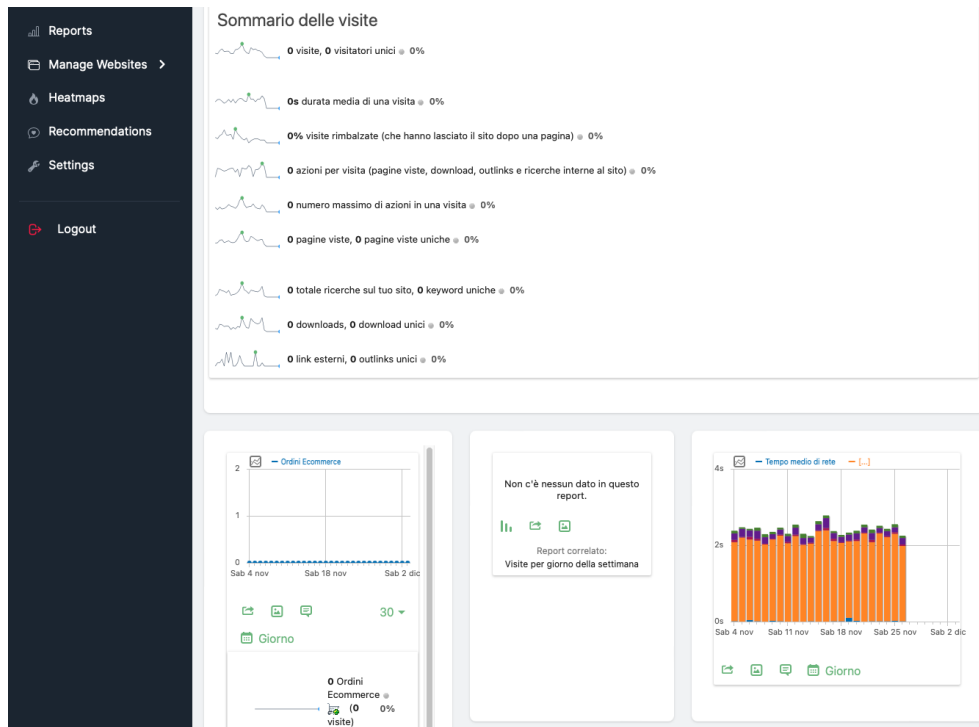 Reports
Manage Websites
Heatmaps
Recommendations
Settings
Logout
Sommario delle visite
0 visite, 0 visitatori unici 0%
0s durata media di una visita 0%
0% visite rimbalzate (che hanno lasciato il sito dopo una pagina) 0%
0 azioni per visita (pagine viste, download, outlinks e ricerche interne al sito) 0%
0 numero massimo di azioni in una visita 0%
0 pagine viste, 0 pagine viste uniche 0%
0 totale ricerche sul tuo sito, 0 keyword uniche 0%
0 downloads, 0 download unici 0%
0 link esterni, 0 outlinks unici 0%
Ordini Ecommerce
2
1
0
Sab 4 nov Sab 18 nov Sab 2 dic
30
Giorno
0 Ordini
Ecommerce
(0 0%
visite)
Non c'è nessun dato in questo
report.
Report correlato:
Visite per giorno della settimana
Tempo medio di rete [...]
4s
2s
0s
Sab 4 nov Sab 11 nov Sab 18 nov Sab 25 nov Sab 2 dic
Giorno